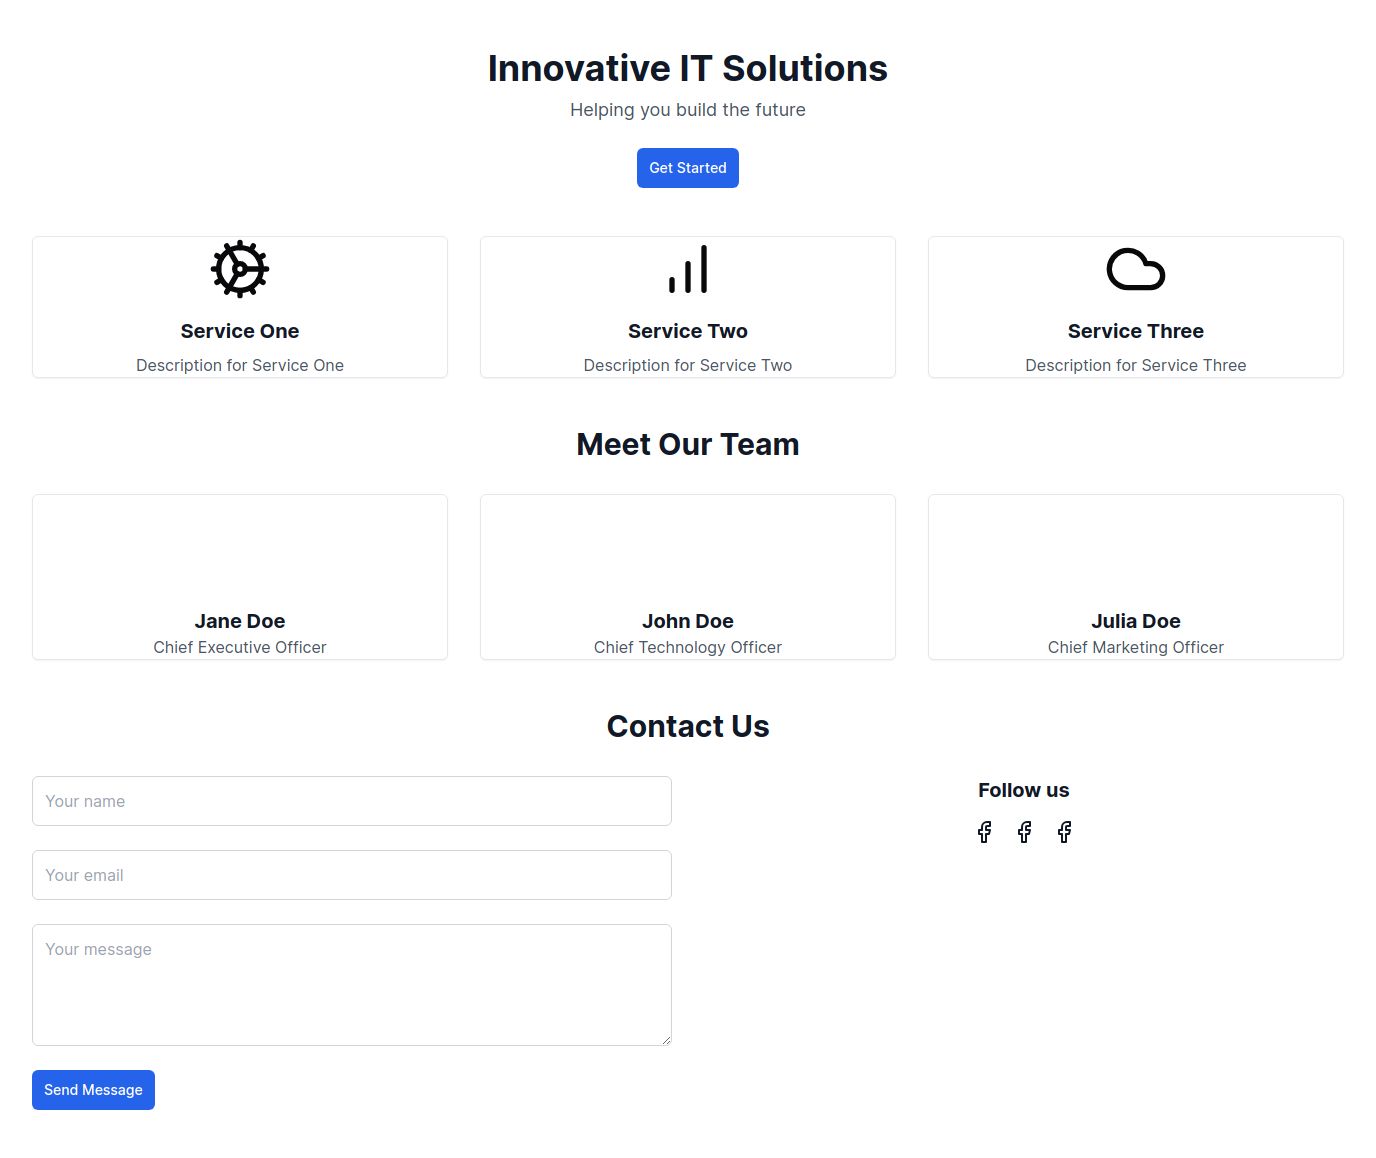 Innovative IT Solutions
Helping you build the future
Get Started
Service One
Description for Service One
Service Two
Description for Service Two
Service Three
Description for Service Three
Meet Our Team
Jane Doe
Chief Executive Officer
John Doe
Chief Technology Officer
Julia Doe
Chief Marketing Officer
Contact Us
Your name
Your email
Your message
Send Message
Follow us